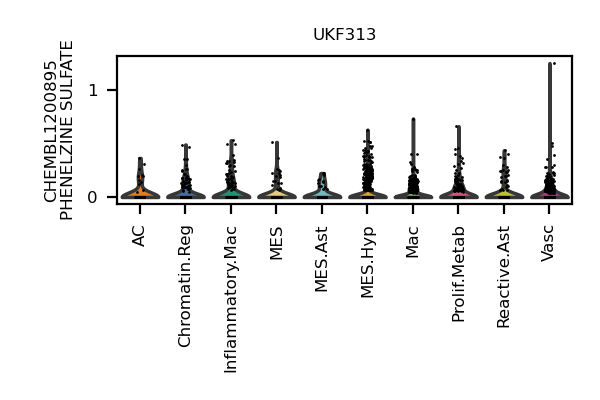 UKF313
CHEMBL1200895
PHENELZINE SULFATE
1
0
AC
Chromatin.Reg
Inflammatory.Mac
MES
MES.Ast
MES.Hyp
Mac
Prolif.Metab
Reactive.Ast
Vasc